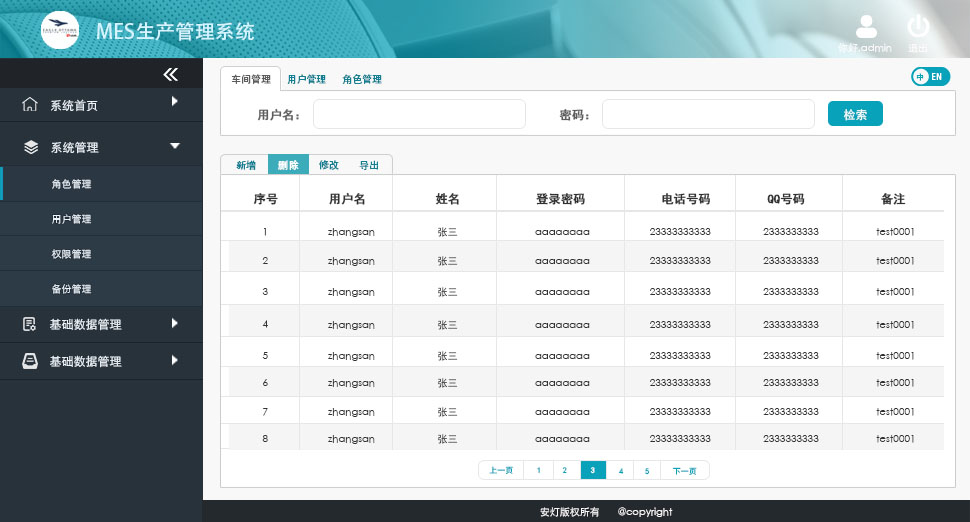 MES生产管理系统
你好,admin 退出
车间管理 用户管理 角色管理
中 EN
系统首页
用户名： 密码： 检索
系统管理
新增 删除 修改 导出
角色管理
用户管理
权限管理
备份管理
基础数据管理
基础数据管理
序号 用户名 姓名 登录密码 电话号码 QQ号码 备注
1 zhangsan 张三 aaaaaaaa 23333333333 2333333333 test0001
2 zhangsan 张三 aaaaaaaa 23333333333 2333333333 test0001
3 zhangsan 张三 aaaaaaaa 23333333333 2333333333 test0001
4 zhangsan 张三 aaaaaaaa 23333333333 2333333333 test0001
5 zhangsan 张三 aaaaaaaa 23333333333 2333333333 test0001
6 zhangsan 张三 aaaaaaaa 23333333333 2333333333 test0001
7 zhangsan 张三 aaaaaaaa 23333333333 2333333333 test0001
8 zhangsan 张三 aaaaaaaa 23333333333 2333333333 test0001
上一页 1 2 3 4 5 下一页
安灯版权所有 @copyright